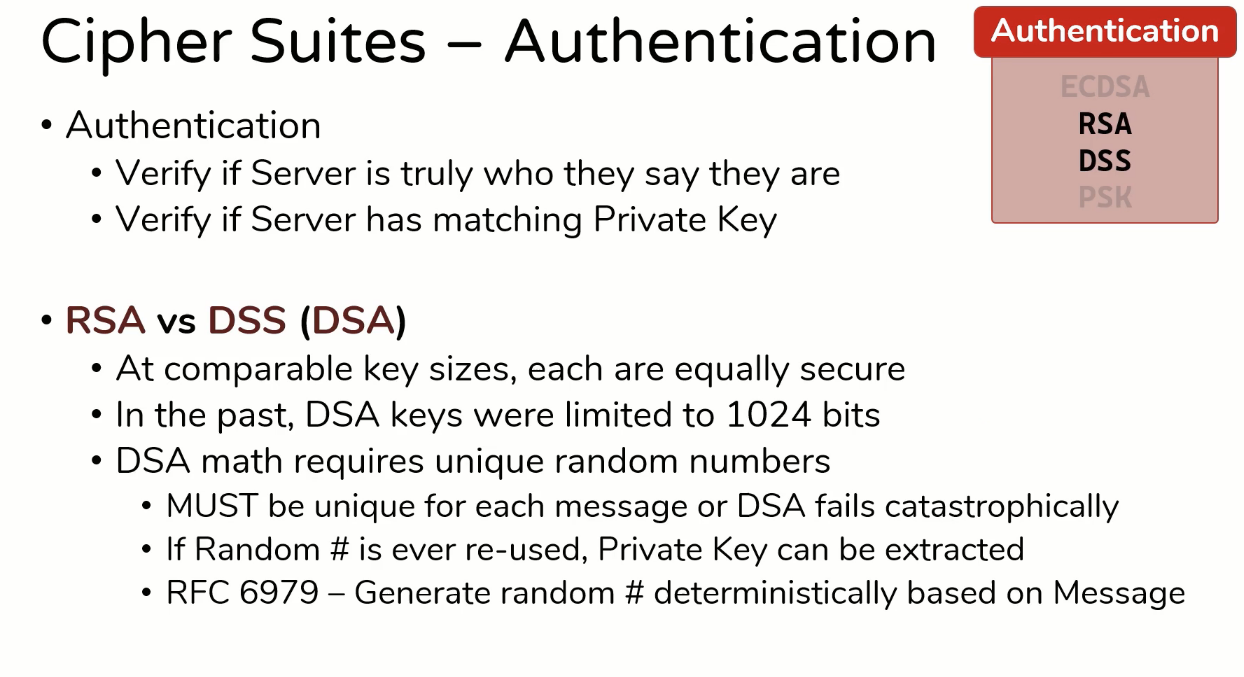 Cipher Suites – Authentication
Authentication
ECDSA
RSA
DSS
PSK
• Authentication
• Verify if Server is truly who they say they are
• Verify if Server has matching Private Key
• RSA vs DSS (DSA)
• At comparable key sizes, each are equally secure
• In the past, DSA keys were limited to 1024 bits
• DSA math requires unique random numbers
• MUST be unique for each message or DSA fails catastrophically
• If Random # is ever re-used, Private Key can be extracted
• RFC 6979 – Generate random # deterministically based on Message